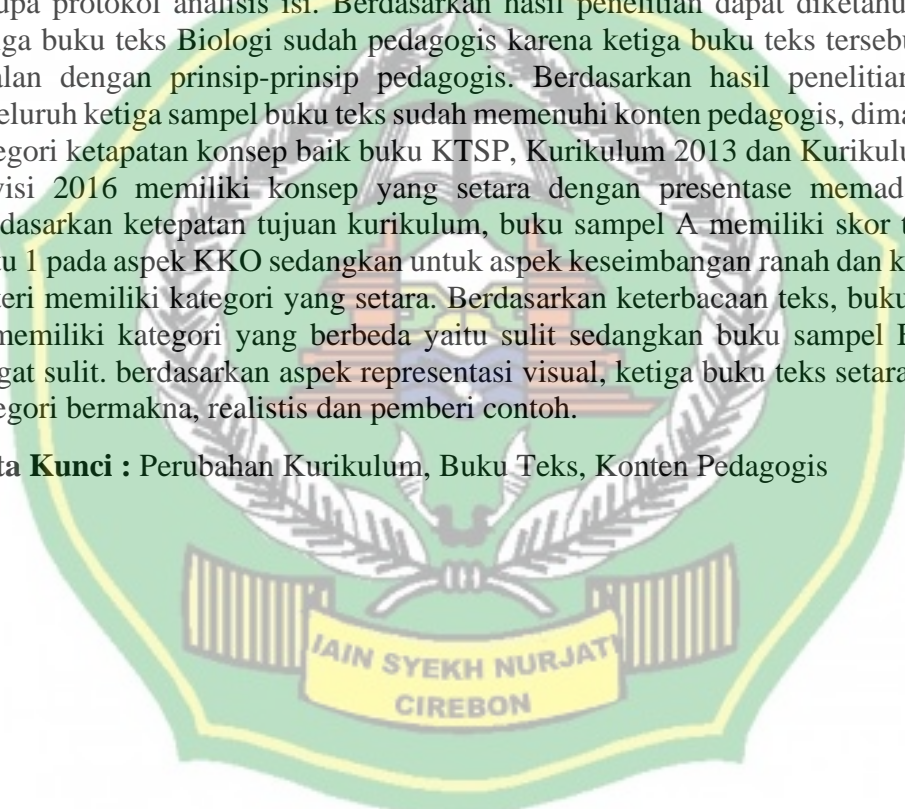 upa protokol analisis isi. Berdasarkan hasil penelitian dapat diketahu
iga buku teks Biologi sudah pedagogis karena ketiga buku teks tersebu
alan dengan prinsip-prinsip pedagogis. Berdasarkan hasil penelitian
eluruh ketiga sampel buku teks sudah memenuhi konten pedagogis, dima
egori ketapatan konsep baik buku KTSP, Kurikulum 2013 dan Kurikulu
visi 2016 memiliki konsep yang setara dengan presentase memad
dasarkan ketepatan tujuan kurikulum, buku sampel A memiliki skor t
tu 1 pada aspek KKO sedangkan untuk aspek keseimbangan ranah dan k
teri memiliki kategori yang setara. Berdasarkan keterbacaan teks, buku
memiliki kategori yang berbeda yaitu sulit sedangkan buku sampel
gat sulit. berdasarkan aspek representasi visual, ketiga buku teks setara
egori bermakna, realistis dan pemberi contoh.
ta Kunci : Perubahan Kurikulum, Buku Teks, Konten Pedagogis
IAIN SYEKH NURJATI
CIREBON